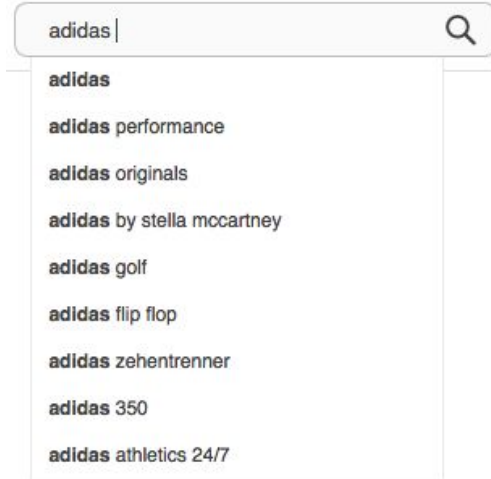 adidas
adidas
adidas performance
adidas originals
adidas by stella mccartney
adidas golf
adidas flip flop
adidas zehentrenner
adidas 350
adidas athletics 24/7